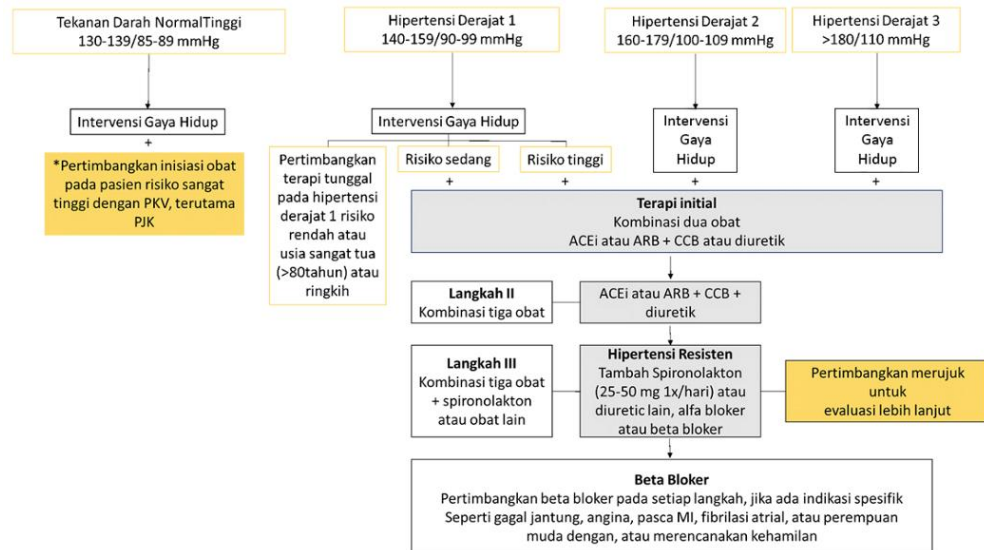 Tekanan Darah NormalTinggi
130-139/85-89 mmHg
Hipertensi Derajat 1
140-159/90-99 mmHg
Hipertensi Derajat 2
160-179/100-109 mmHg
Hipertensi Derajat 3
>180/110 mmHg
Intervensi Gaya Hidup
+
*Pertimbangkan inisiasi obat
pada pasien risiko sangat
tinggi dengan PKV, terutama
PJK
Intervensi Gaya Hidup
Pertimbangkan
terapi tunggal
pada hipertensi
derajat 1 risiko
rendah atau
usia sangat tua
(>80tahun) atau
ringkih
Risiko sedang
+
Risiko tinggi
+
Intervensi
Gaya
Hidup
+
Intervensi
Gaya
Hidup
+
Terapi initial
Kombinasi dua obat
ACEi atau ARB + CCB atau diuretik
Langkah II
Kombinasi tiga obat
ACEi atau ARB + CCB +
diuretik
Langkah III
Kombinasi tiga obat
+ spironolakton
atau obat lain
Hipertensi Resisten
Tambah Spironolakton
(25-50 mg 1x/hari) atau
diuretic lain, alfa bloker
atau beta bloker
Pertimbangkan merujuk
untuk
evaluasi lebih lanjut
Beta Bloker
Pertimbangkan beta bloker pada setiap langkah, jika ada indikasi spesifik
Seperti gagal jantung, angina, pasca MI, fibrilasi atrial, atau perempuan
muda dengan, atau merencanakan kehamilan